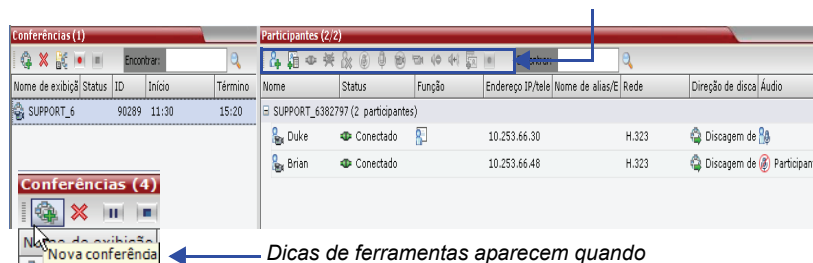 Conferências (1)
Encontrar:
Nome de exibiçã Status ID Início Término
SUPPORT_6 90289 11:30 15:20
Participantes (2/2)
Nome Status Função Endereço IP/tele Nome de alias/E Rede Direção de disca Áudio
SUPPORT_6382797 (2 participantes)
Duke Conectado 10.253.66.30 H.323 Discagem de
Brian Conectado 10.253.66.48 H.323 Discagem de Participan
Conferências (4)
Nova conferência
Dicas de ferramentas aparecem quando